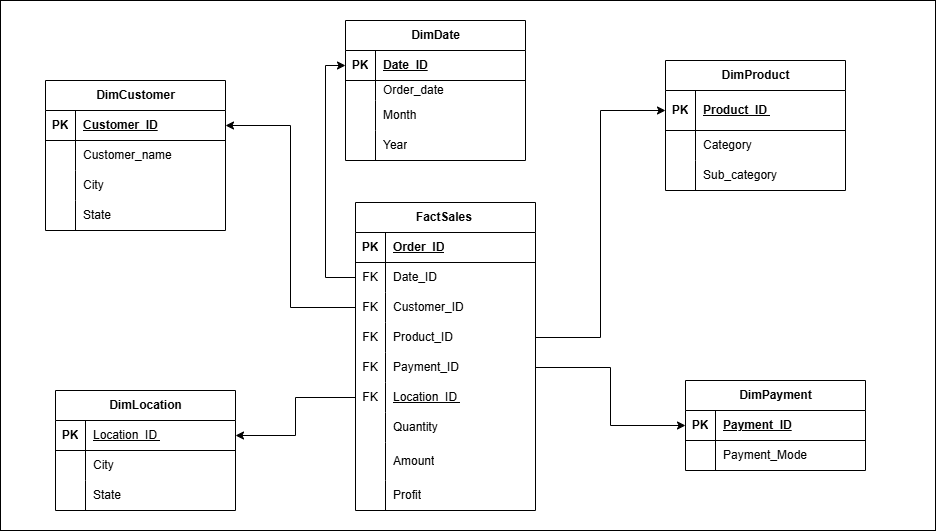 DimDate
PK Date_ID
Order_date
Month
Year
DimCustomer
PK Customer_ID
Customer_name
City
State
DimProduct
PK Product_ID
Category
Sub_category
FactSales
PK Order_ID
FK Date_ID
FK Customer_ID
FK Product_ID
FK Payment_ID
FK Location_ID
Quantity
Amount
Profit
DimLocation
PK Location_ID
City
State
DimPayment
PK Payment_ID
Payment_Mode